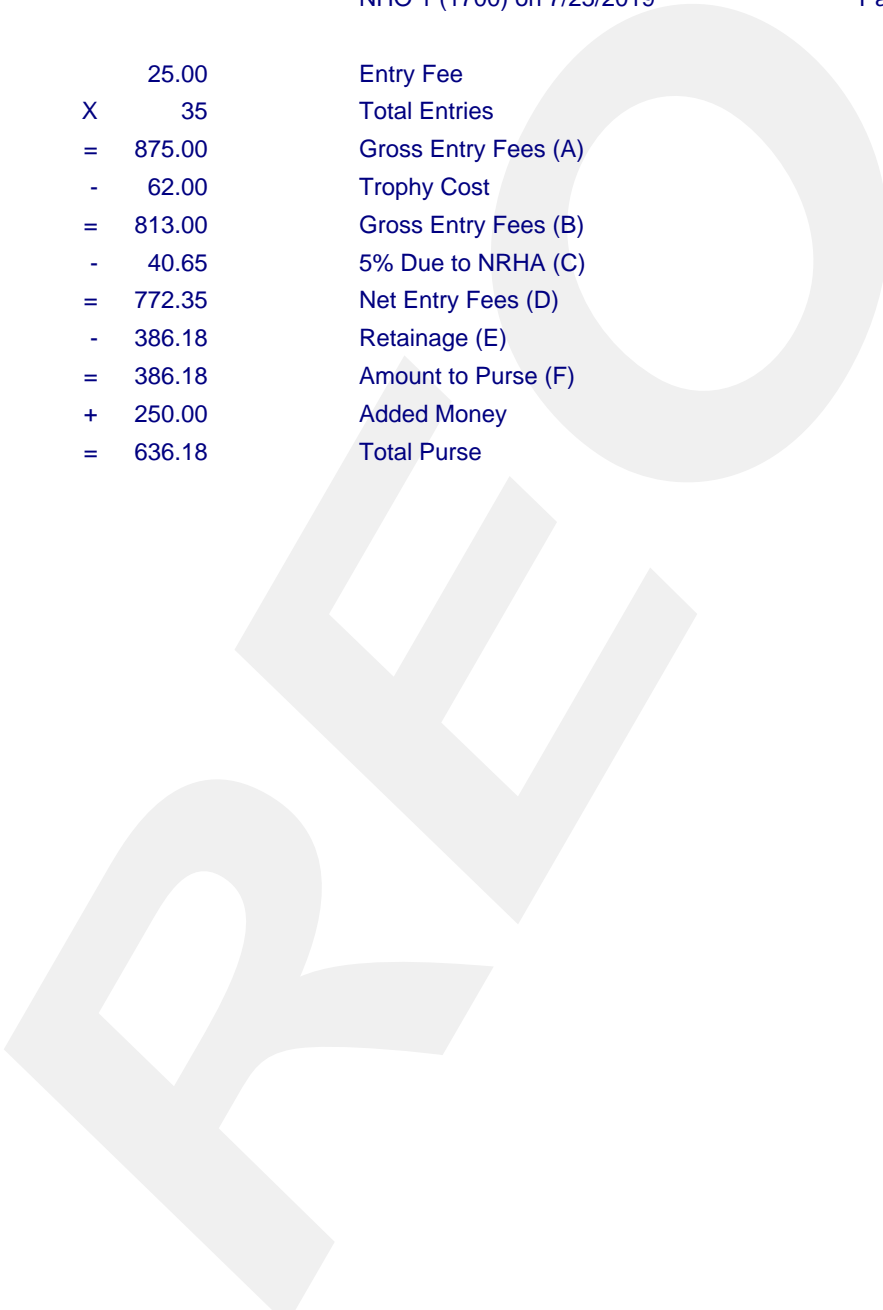 25.00 Entry Fee
X 35 Total Entries
= 875.00 Gross Entry Fees (A)
- 62.00 Trophy Cost
= 813.00 Gross Entry Fees (B)
- 40.65 5% Due to NRHA (C)
= 772.35 Net Entry Fees (D)
- 386.18 Retainage (E)
= 386.18 Amount to Purse (F)
+ 250.00 Added Money
= 636.18 Total Purse
REO